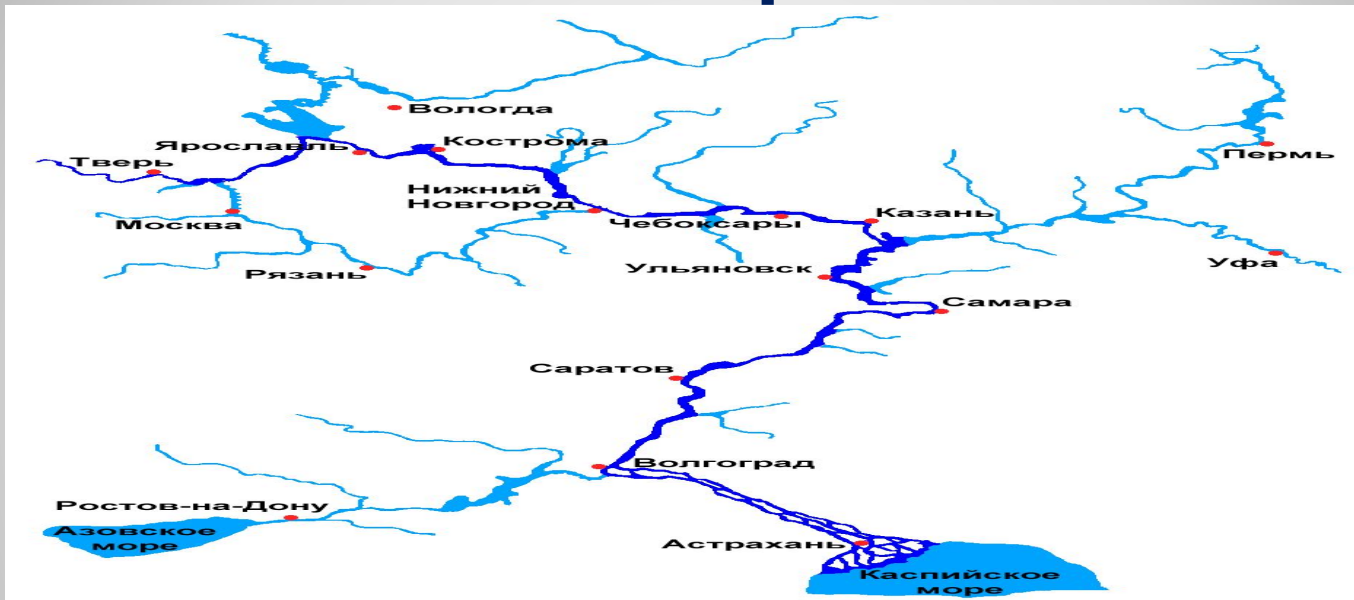 Вологда
Ярославль
Кострома
Тверь
Нижний
Новгород
Москва
Чебоксары
Казань
Пермь
Рязань
Ульяновск
Уфа
Самара
Саратов
Волгоград
Ростов-на-Дону
Азовское
море
Астрахань
Каспийское
море